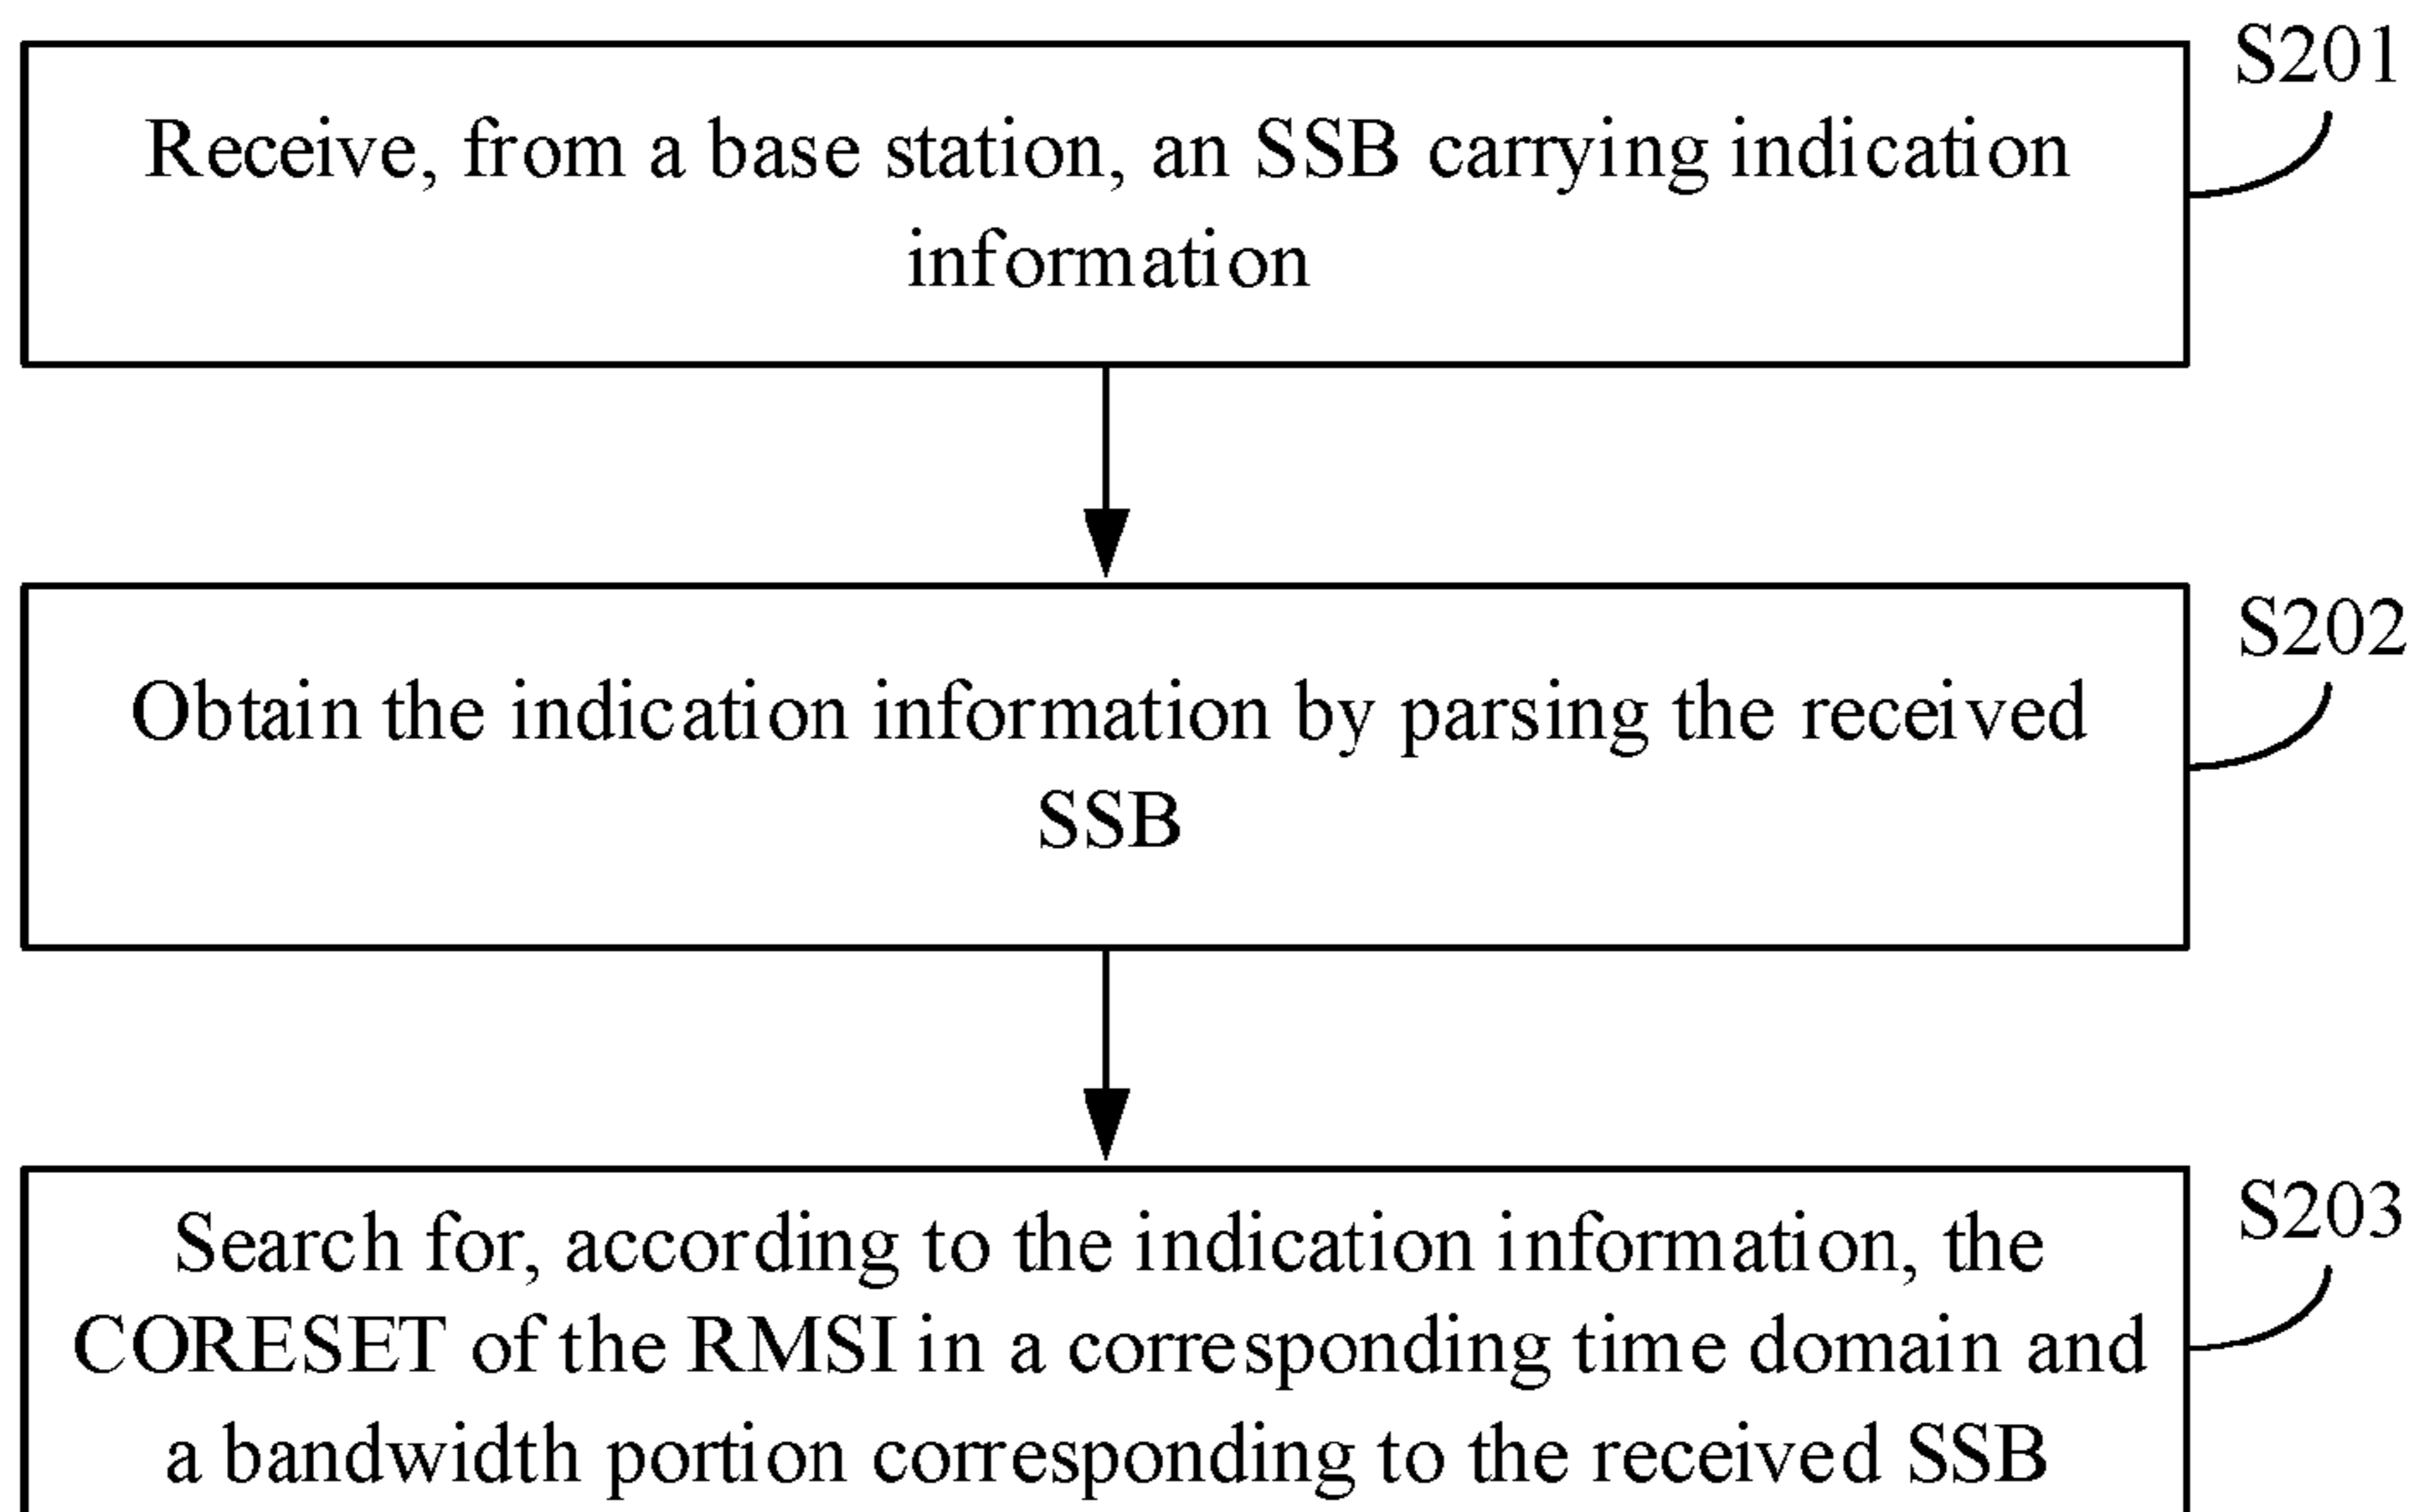 S201
Receive, from a base station, an SSB carrying indication
information
S202
Obtain the indication information by parsing the received
SSB
S203
Search for, according to the indication information, the
CORESET of the RMSI in a corresponding time domain and
a bandwidth portion corresponding to the received SSB